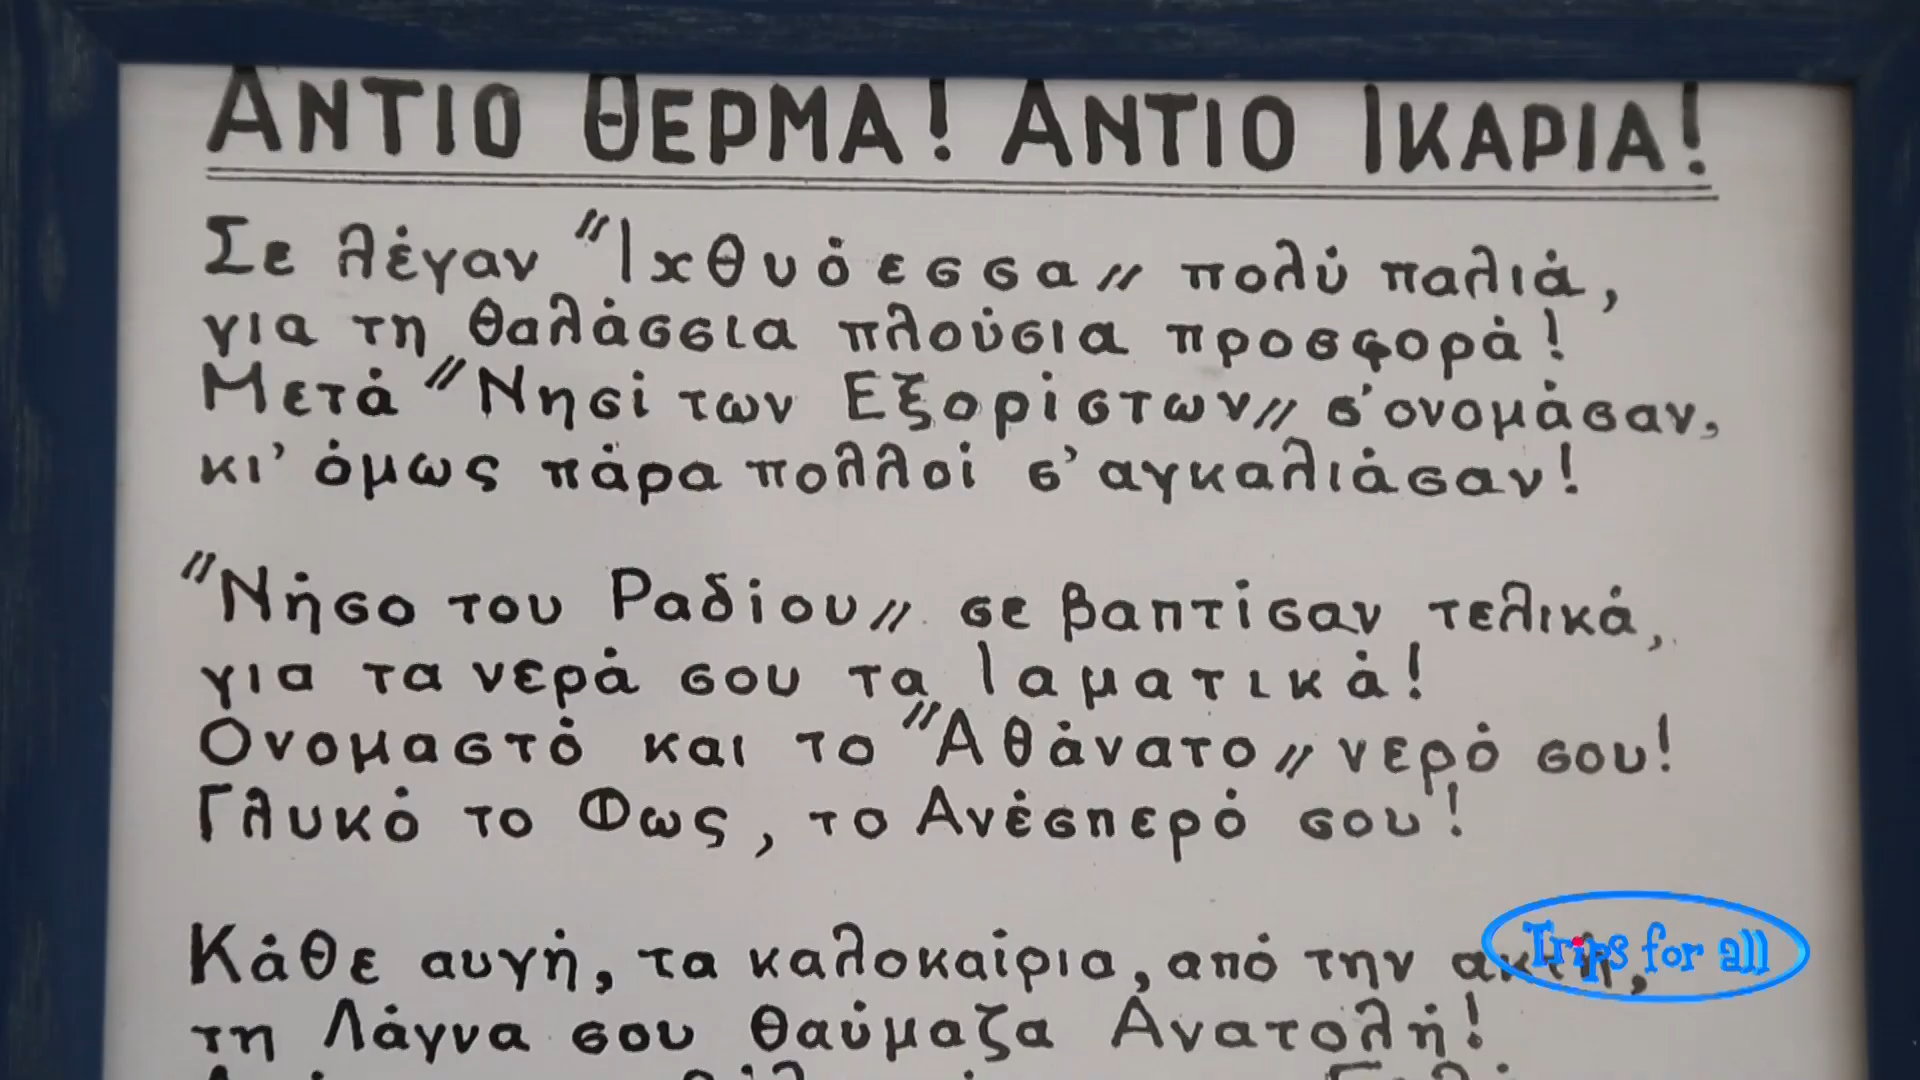 ΑΝΤΙΟ ΘΕΡΜΑ! ΑΝΤΙΟ ΙΚΑΡΙΑ!
Σε λέγαν "Ιχθυόεσσα" πολύ παλιά,
για τη θαλάσσια πλούσια προσφορά!
Μετά "Νησί των Εξορίστων" σ'ονομάσαν,
κι' όμως πάρα πολλοί σ' αγκαλιάσαν!
"Νήσο του Ραδίου" σε βαπτίσαν τελικά,
για τα νερά σου τα Ιαματικά!
Ονομαστό και το "Αθάνατο" νερό σου!
Γλυκό το Φως, το Ανέσπερό σου!
Κάθε αυγή, τα καλοκαίρια, από την ακτή,
Trips for all
τη Λάγνα σου θαύμαζα Ανατολή!